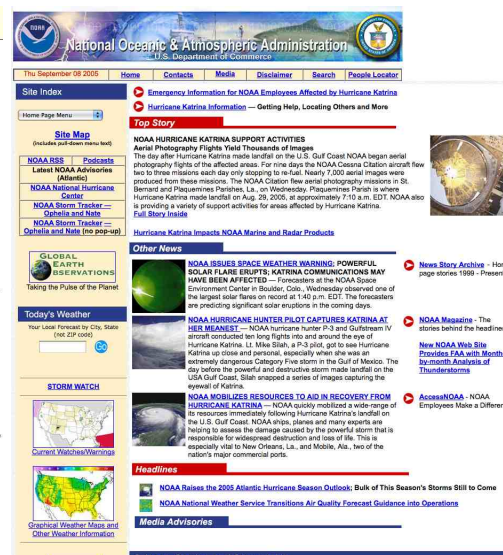 NOAA
National Oceanic & Atmospheric Administration
U.S. Department of Commerce
Thu September 08 2005
Home
Contacts
Media
Disclaimer
Search
People Locator
Site Index
Home Page Menu
Site Map
(includes pull-down menu text)
NOAA RSS
Podcasts
Latest NOAA Advisories
(Atlantic)
NOAA National Hurricane
Center
NOAA Storm Tracker —
Ophelia and Nate
NOAA Storm Tracker —
Ophelia and Nate (no pop-up)
GLOBAL
EARTH
OBSERVATIONS
Taking the Pulse of the Planet
Today's Weather
Your Local Forecast by City, State
(not ZIP code)
Go
STORM WATCH
Current Watches/Warnings
Graphical Weather Maps and
Other Weather Information
Emergency Information for NOAA Employees Affected by Hurricane Katrina
Hurricane Katrina Information — Getting Help, Locating Others and More
Top Story
NOAA HURRICANE KATRINA SUPPORT ACTIVITIES
Aerial Photography Flights Yield Thousands of Images
The day after Hurricane Katrina made landfall on the U.S. Gulf Coast NOAA began aerial
photography flights of the affected areas. For nine days the NOAA Cessna Citation aircraft flew
two to three missions each day only stopping to re-fuel. Nearly 7,000 aerial images were
produced from these missions. The NOAA Citation flew aerial photography missions in St.
Bernard and Plaquemines Parishes, La., on Wednesday. Plaquemines Parish is where
Hurricane Katrina made landfall on Aug. 29, 2005, at approximately 7:10 a.m. EDT. NOAA also
is providing a variety of support activities for areas affected by Hurricane Katrina.
Full Story Inside
Hurricane Katrina Impacts NOAA Marine and Radar Products
Other News
NOAA ISSUES SPACE WEATHER WARNING: POWERFUL
SOLAR FLARE ERUPTS; KATRINA COMMUNICATIONS MAY
HAVE BEEN AFFECTED — Forecasters at the NOAA Space
Environment Center in Boulder, Colo., Wednesday observed one of
the largest solar flares on record at 1:40 p.m. EDT. The forecasters
are predicting significant solar eruptions in the coming days.
NOAA HURRICANE HUNTER PILOT CAPTURES KATRINA AT
HER MEANEST — NOAA hurricane hunter P-3 and Gulfstream IV
aircraft conducted ten long flights into and around the eye of
Hurricane Katrina. Lt. Mike Silah, a P-3 pilot, got to see Hurricane
Katrina up close and personal, especially when she was an
extremely dangerous Category Five storm in the Gulf of Mexico. The
day before the powerful and destructive storm made landfall on the
USA Gulf Coast, Silah snapped a series of images capturing the
eyewall of Katrina.
NOAA MOBILIZES RESOURCES TO AID IN RECOVERY FROM
HURRICANE KATRINA — NOAA quickly mobilized a wide-range of
its resources immediately following Hurricane Katrina's landfall on
the U.S. Gulf Coast. NOAA ships, planes and many experts are
helping to assess the damage caused by the powerful storm that is
responsible for widespread destruction and loss of life. This is
especially vital to New Orleans, La., and Mobile, Ala., two of the
nation's major commercial ports.
News Story Archive - Hom
page stories 1999 - Present
NOAA Magazine - The
stories behind the headline
New NOAA Web Site
Provides FAA with Month
by-month Analysis of
Thunderstorms
AccessNOAA - NOAA
Employees Make a Differen
Headlines
NOAA Raises the 2005 Atlantic Hurricane Season Outlook; Bulk of This Season's Storms Still to Come
NOAA National Weather Service Transitions Air Quality Forecast Guidance into Operations
Media Advisories